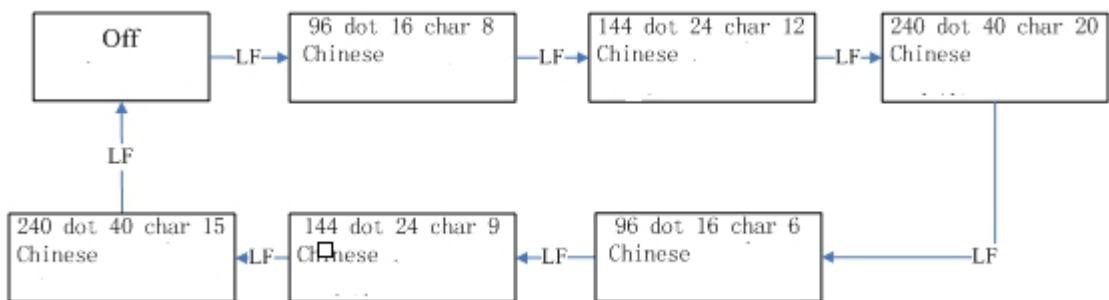 Off
LF
96 dot 16 char 8
Chinese
LF
144 dot 24 char 12
Chinese
LF
240 dot 40 char 20
Chinese
LF
96 dot 16 char 6
Chinese
LF
144 dot 24 char 9
Chinese
LF
240 dot 40 char 15
Chinese
LF